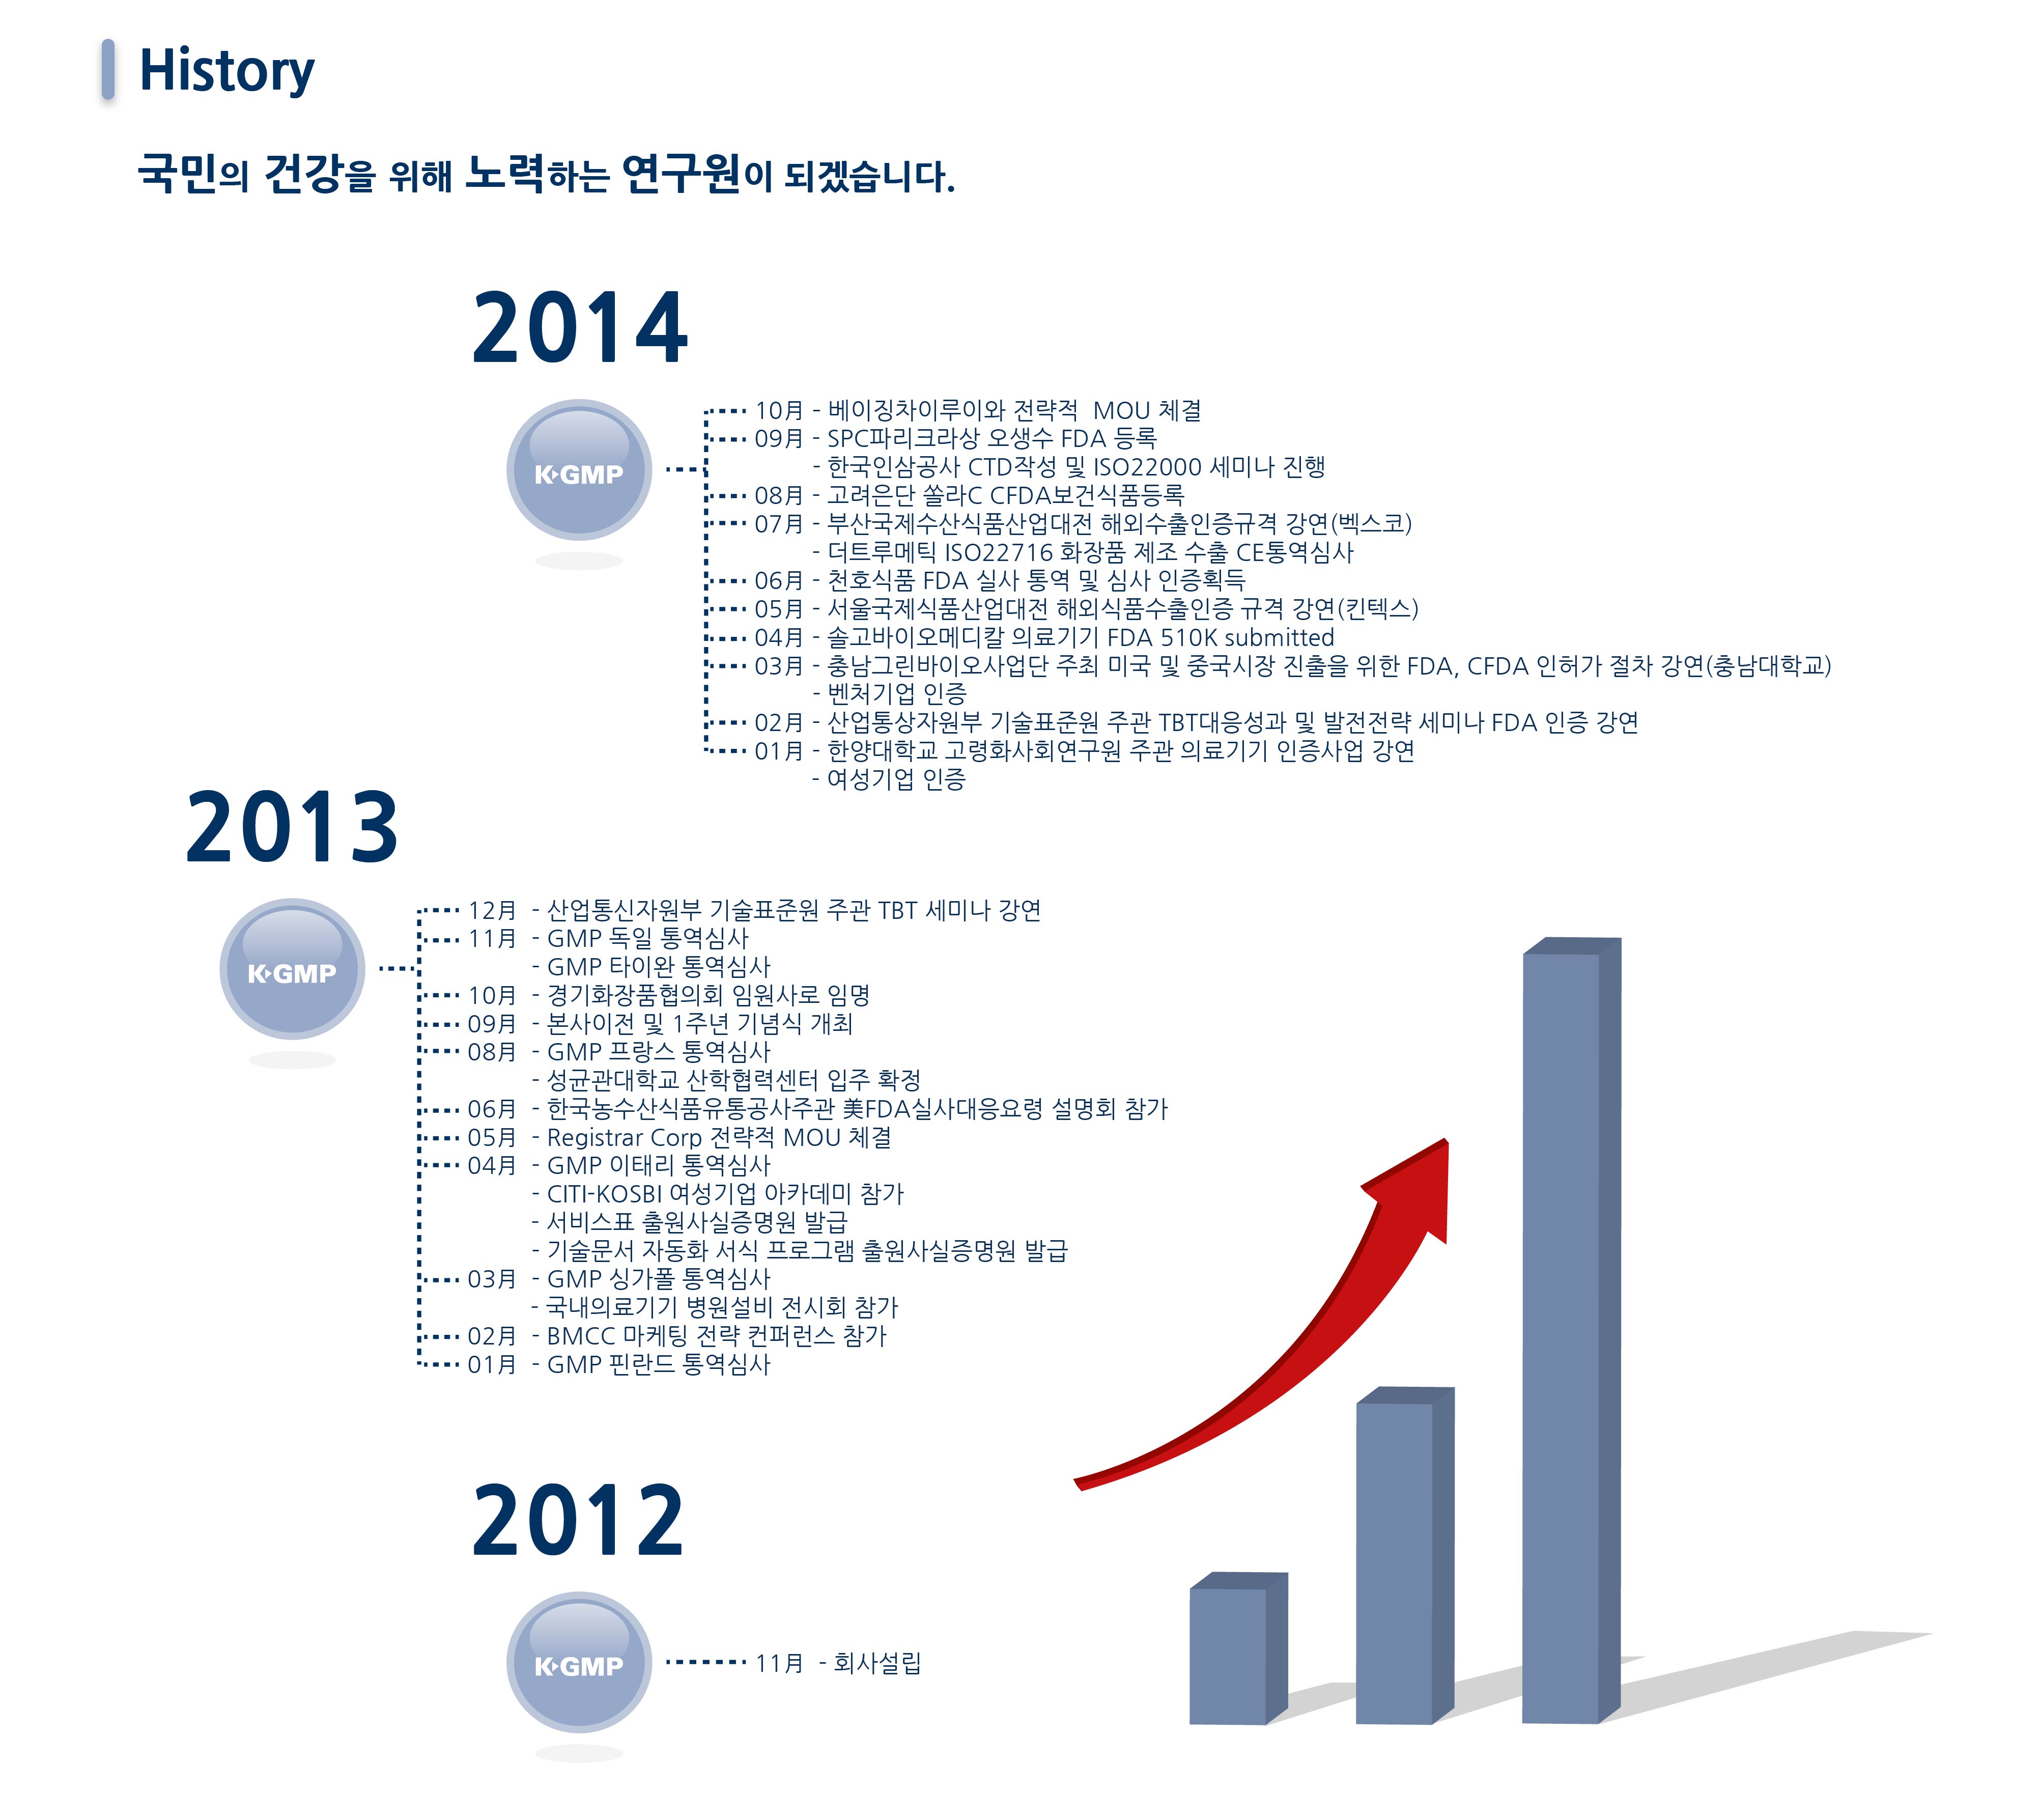 History
국민의 건강을 위해 노력하는 연구원이 되겠습니다.
2014
K GMP
10月 - 베이징차이루이와 전략적 MOU 체결
09月 - SPC파리크라상 오생수 FDA 등록
- 한국인삼공사 CTD작성 및 ISO22000 세미나 진행
08月 - 고려은단 쏠라C CFDA보건식품등록
07月 - 부산국제수산식품산업대전 해외수출인증규격 강연(벡스코)
- 더트루메틱 ISO22716 화장품 제조 수출 CE통역심사
06月 - 천호식품 FDA 실사 통역 및 심사 인증획득
05月 - 서울국제식품산업대전 해외식품수출인증 규격 강연(킨텍스)
04月 - 솔고바이오메디칼 의료기기 FDA 510K submitted
03月 - 충남그린바이오사업단 주최 미국 및 중국시장 진출을 위한 FDA, CFDA 인허가 절차 강연(충남대학교)
- 벤처기업 인증
02月 - 산업통상자원부 기술표준원 주관 TBT대응성과 및 발전전략 세미나 FDA 인증 강연
01月 - 한양대학교 고령화사회연구원 주관 의료기기 인증사업 강연
- 여성기업 인증
2013
K GMP
12月 - 산업통신자원부 기술표준원 주관 TBT 세미나 강연
11月 - GMP 독일 통역심사
- GMP 타이완 통역심사
10月 - 경기화장품협의회 임원사로 임명
09月 - 본사이전 및 1주년 기념식 개최
08月 - GMP 프랑스 통역심사
- 성균관대학교 산학협력센터 입주 확정
06月 - 한국농수산식품유통공사주관 美FDA실사대응요령 설명회 참가
05月 - Registrar Corp 전략적 MOU 체결
04月 - GMP 이태리 통역심사
- CITI-KOSBI 여성기업 아카데미 참가
- 서비스표 출원사실증명원 발급
- 기술문서 자동화 서식 프로그램 출원사실증명원 발급
03月 - GMP 싱가폴 통역심사
- 국내의료기기 병원설비 전시회 참가
02月 - BMCC 마케팅 전략 컨퍼런스 참가
01月 - GMP 핀란드 통역심사
2012
K GMP
11月 - 회사설립